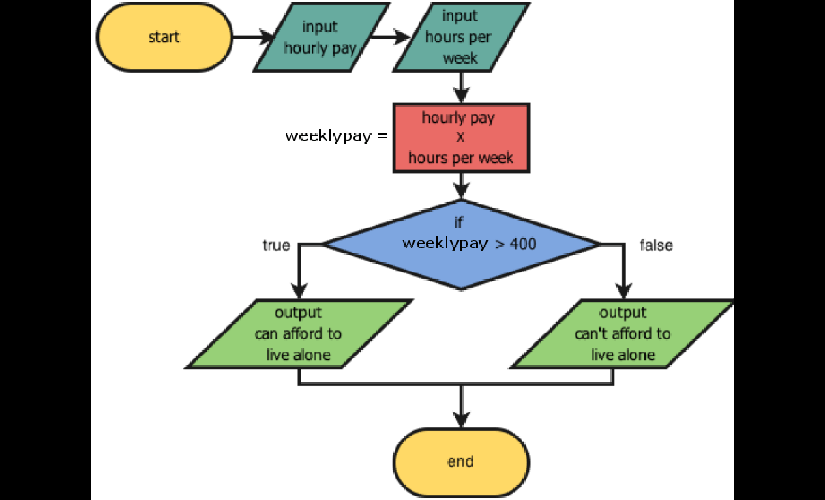 start
input
hourly pay
input
hours per
week
weeklypay =
hourly pay
x
hours per week
if
weeklypay > 400
true
false
output
can afford to
live alone
output
can't afford to
live alone
end